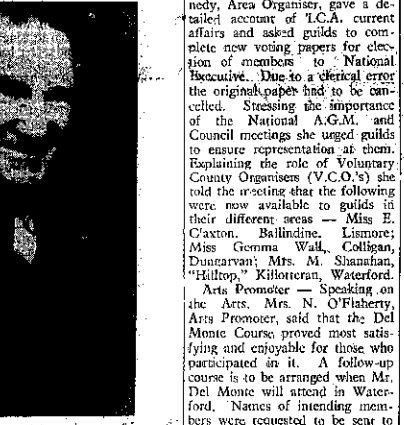 nedy, Area Organiser, gave a de-
tailed account of I.C.A. current
affairs and asked guilds to com-
plete new voting papers for elec-
tion of members to National
Executive. Due to a clerical error
the original paper had to be can-
celled. Stressing the importance
of the National A.G.M. and
Council meetings she urged guilds
to ensure representation at them.
Explaining the role of Voluntary
County Organisers (V.C.O.'s) she
told the meeting that the following
were now available to guilds in
their different areas — Miss E.
Claxton, Ballindine, Lismore;
Miss Gemma Wall, Colligan,
Dungarvan; Mrs. M. Shanahan,
"Hilltop," Killotteran, Waterford.
Arts Promoter — Speaking on
the Arts, Mrs. N. O'Flaherty,
Arts Promoter, said that the Del
Monte Course proved most satis-
fying and enjoyable for those who
participated in it. A follow-up
course is to be arranged when Mr.
Del Monte will attend in Water-
ford. Names of intending mem-
bers were requested to be sent to